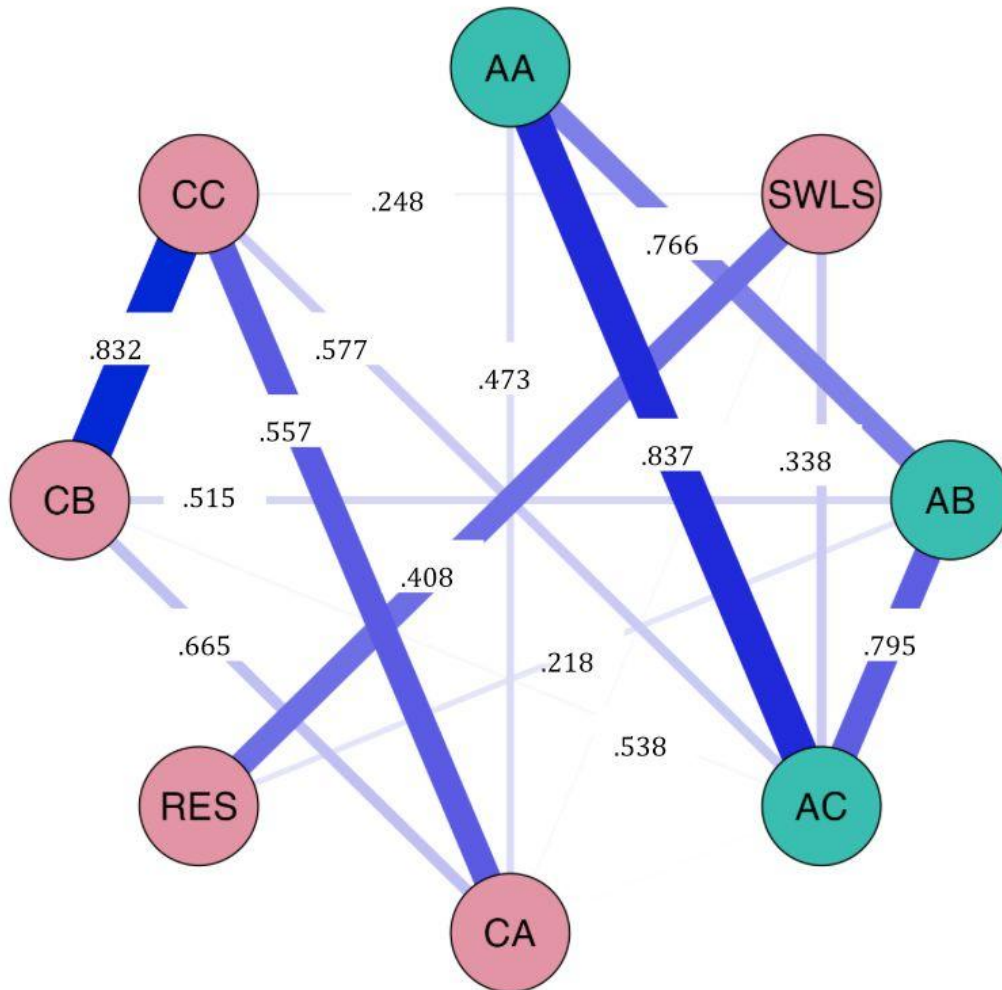 AA
CC
SWLS
.248
.766
.832
.577
.473
.557
.837
.338
CB
.515
AB
.408
.665
.218
.795
.538
RES
AC
CA